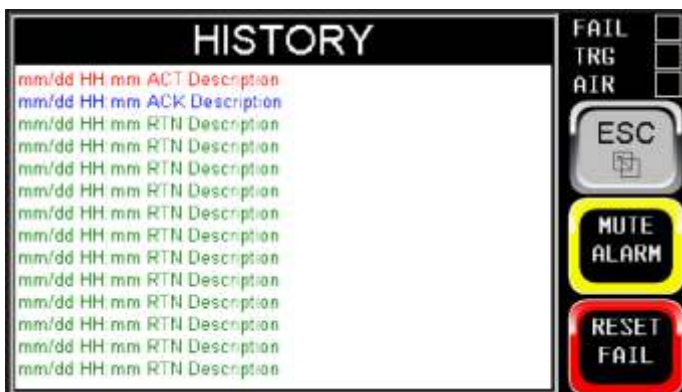 HISTORY
mm/dd HH:mm ACT Description
mm/dd HH:mm ACK Description
mm/dd HH:mm RTN Description
mm/dd HH:mm RTN Description
mm/dd HH:mm RTN Description
mm/dd HH:mm RTN Description
mm/dd HH:mm RTN Description
mm/dd HH:mm RTN Description
mm/dd HH:mm RTN Description
mm/dd HH:mm RTN Description
mm/dd HH:mm RTN Description
mm/dd HH:mm RTN Description
mm/dd HH:mm RTN Description
mm/dd HH:mm RTN Description
FAIL
TRG
AIR
ESC
MUTE
ALARM
RESET
FAIL